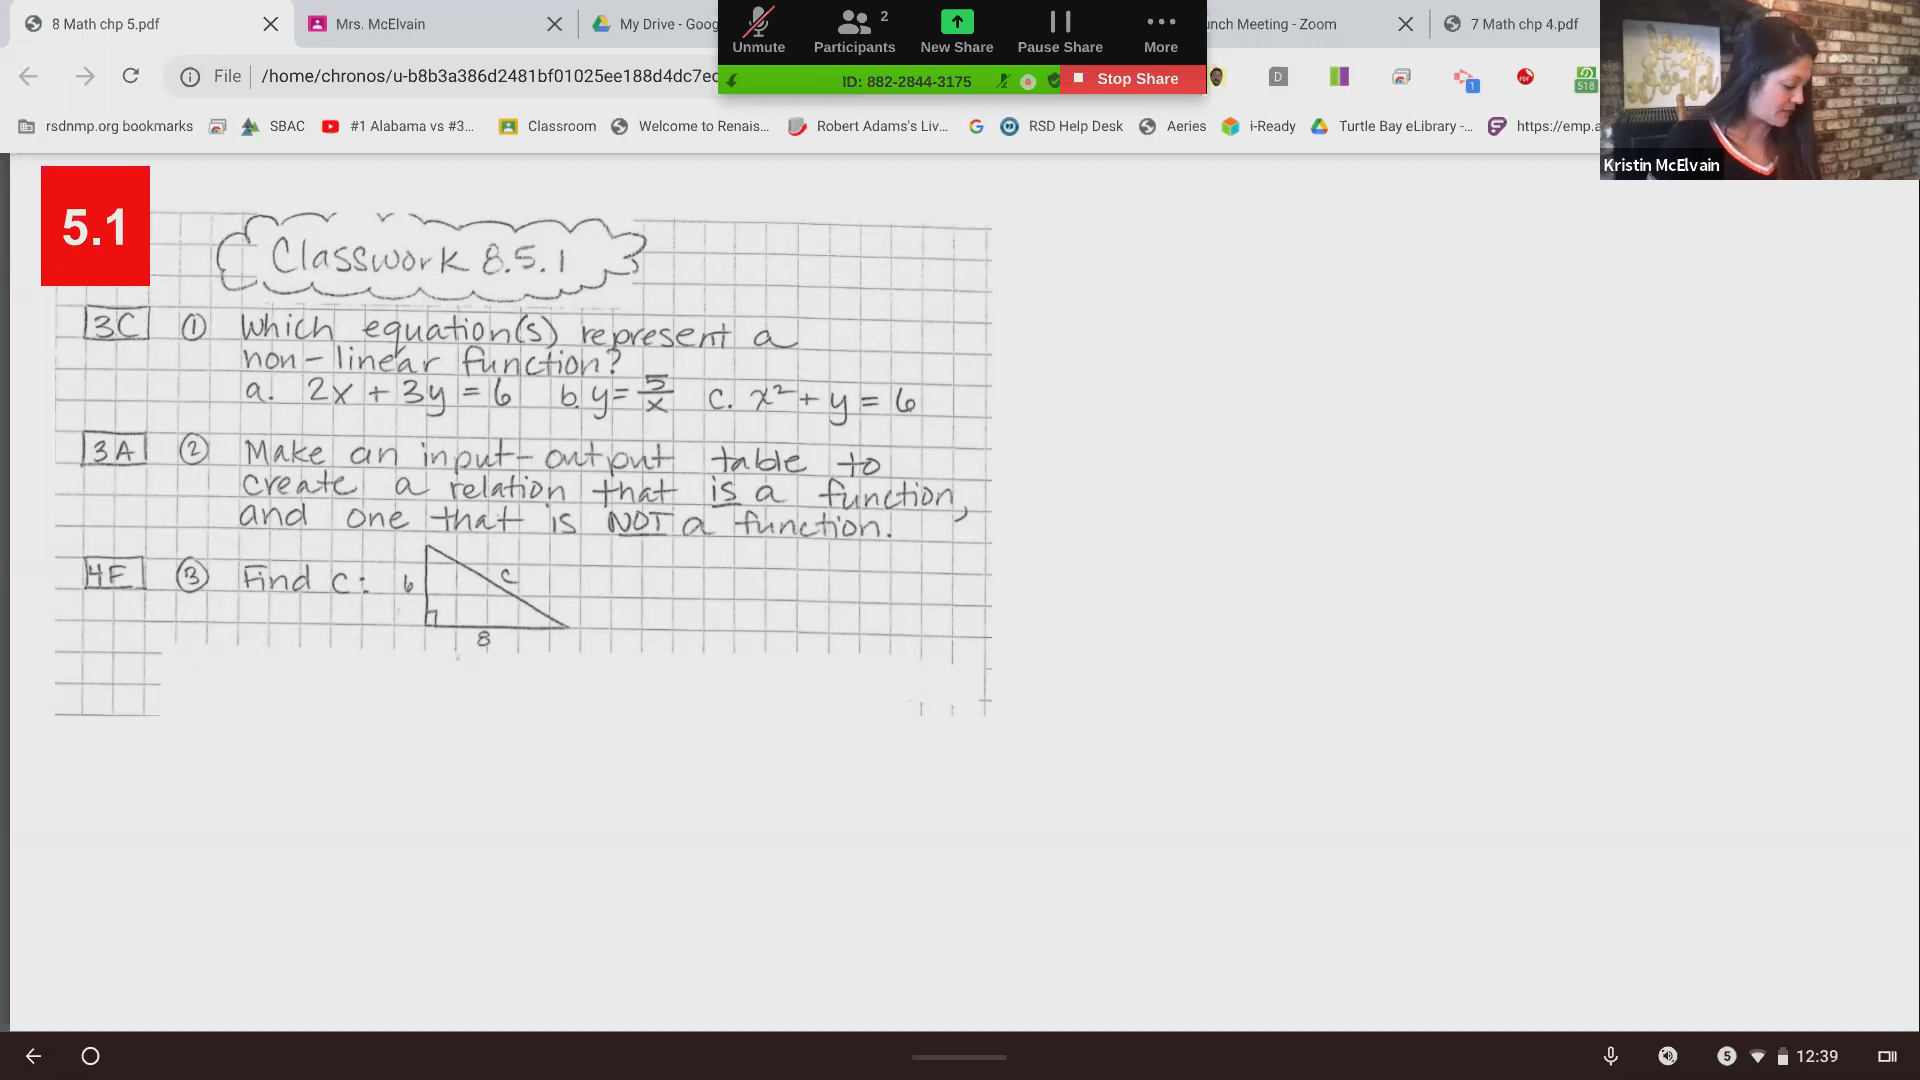 8 Math chp 5.pdf
Mrs. McElvain
My Drive - Goog
unch Meeting - Zoom
7 Math chp 4.pdf
2
Unmute
Participants
New Share
Pause Share
More
ID: 882-2844-3175
Stop Share
File
/home/chronos/u-b8b3a386d2481bf01025ee188d4dc7ec
D
PDF
1
518
rsdnmp.org bookmarks
SBAC
#1 Alabama vs #3...
Classroom
Welcome to Renais...
Robert Adams's Liv...
RSD Help Desk
Aeries
i-Ready
Turtle Bay eLibrary -...
https://emp.a
Kristin McElvain
5.1
Classwork 8.5.1
3C ① Which equation(s) represent a
non-linear function?
a. 2x + 3y = 6 b. y = 5/x c. x² + y = 6
3A ② Make an input-output table to
create a relation that is a function,
and one that is NOT a function.
4E ③ Find c: 6 c
8
5 12:39